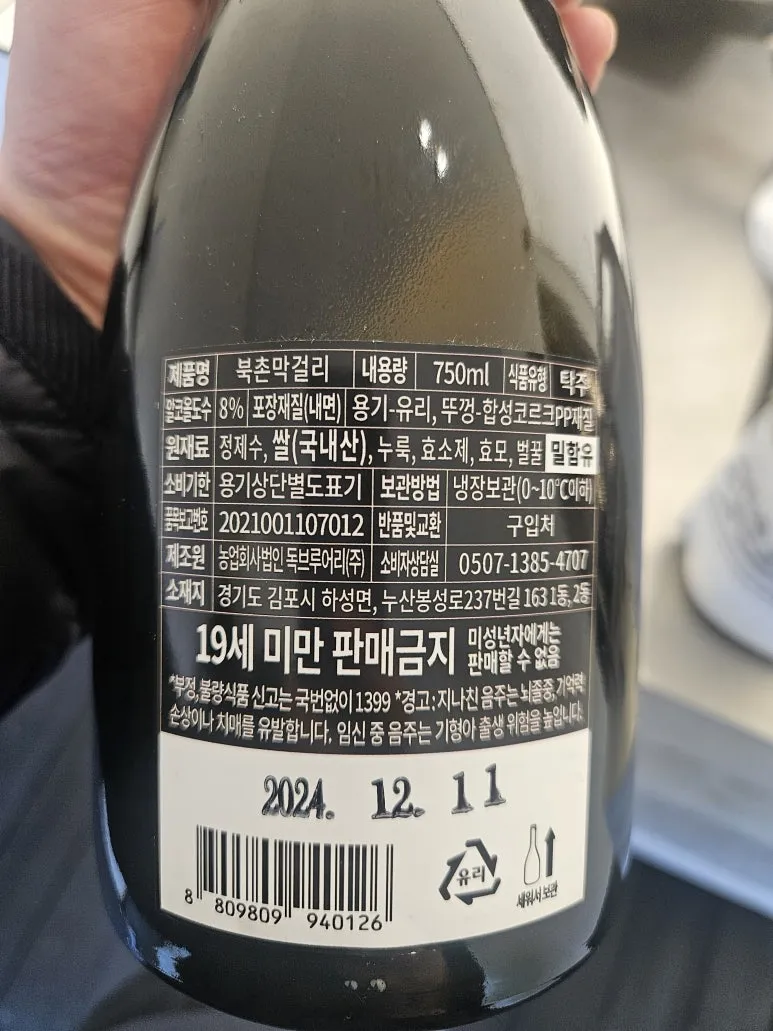 제품명 북촌막걸리 내용량 750ml 식품유형 탁주
알코올도수 8% 포장재질(내면) 용기-유리, 뚜껑-합성코르크PP재질
원재료 정제수, 쌀(국내산), 누룩, 효소제, 효모, 벌꿀 밀함유
소비기한 용기상단별도표기 보관방법 냉장보관(0~10℃이하)
품목보고번호 2021001107012 반품및교환 구입처
제조원 농업회사법인 독브루어리(주) 소비자상담실 0507-1385-4707
소재지 경기도 김포시 하성면, 누산봉성로237번길 163 1동, 2동
19세 미만 판매금지 미성년자에게는
판매할 수 없음
*부정,불량식품 신고는 국번없이 1399 *경고:지나친 음주는 뇌졸중,기억력
손상이나 치매를 유발합니다. 임신 중 음주는 기형아 출생 위험을 높입니다.
2024. 12. 11
유리
세워서 보관
8 809809 940126